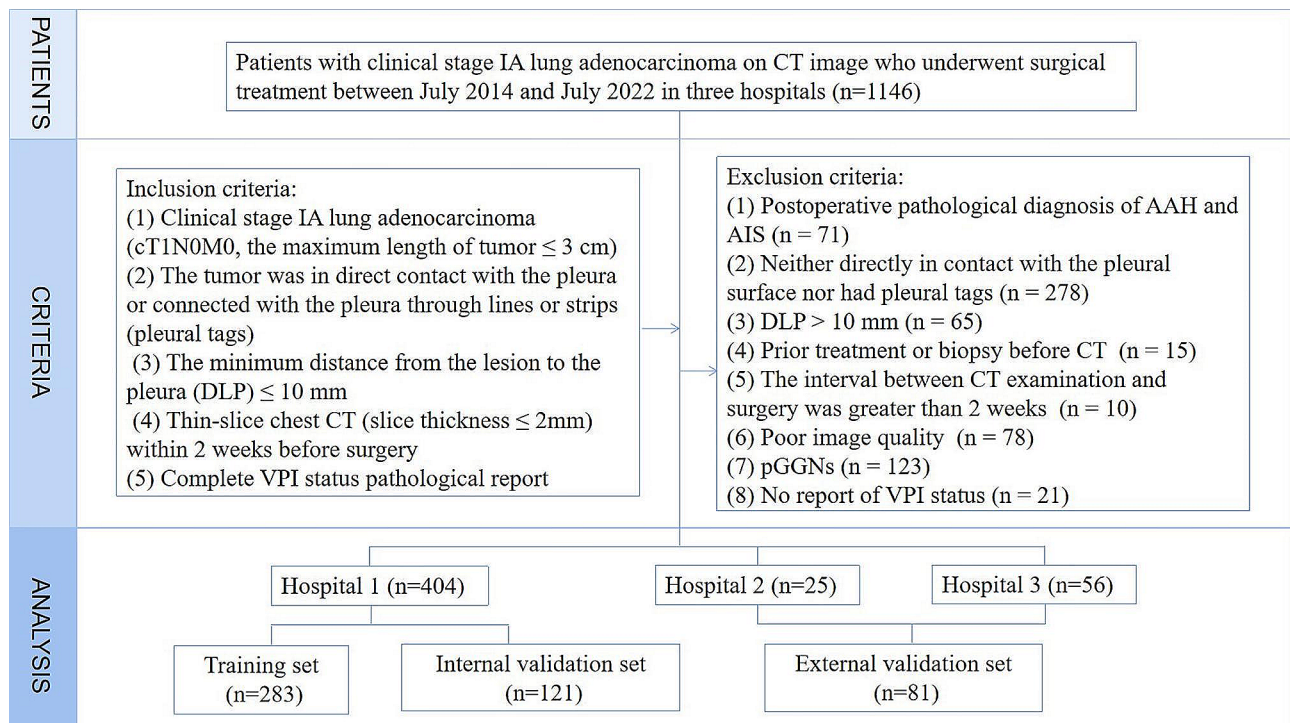 PATIENTS
Patients with clinical stage IA lung adenocarcinoma on CT image who underwent surgical
treatment between July 2014 and July 2022 in three hospitals (n=1146)
CRITERIA
Inclusion criteria:
(1) Clinical stage IA lung adenocarcinoma
(cT1N0M0, the maximum length of tumor ≤ 3 cm)
(2) The tumor was in direct contact with the pleura
or connected with the pleura through lines or strips
(pleural tags)
(3) The minimum distance from the lesion to the
pleura (DLP) ≤ 10 mm
(4) Thin-slice chest CT (slice thickness ≤ 2mm)
within 2 weeks before surgery
(5) Complete VPI status pathological report
Exclusion criteria:
(1) Postoperative pathological diagnosis of AAH and
AIS (n = 71)
(2) Neither directly in contact with the pleural
surface nor had pleural tags (n = 278)
(3) DLP > 10 mm (n = 65)
(4) Prior treatment or biopsy before CT (n = 15)
(5) The interval between CT examination and
surgery was greater than 2 weeks (n = 10)
(6) Poor image quality (n = 78)
(7) pGGNs (n = 123)
(8) No report of VPI status (n = 21)
ANALYSIS
Hospital 1 (n=404)
Hospital 2 (n=25)
Hospital 3 (n=56)
Training set
(n=283)
Internal validation set
(n=121)
External validation set
(n=81)